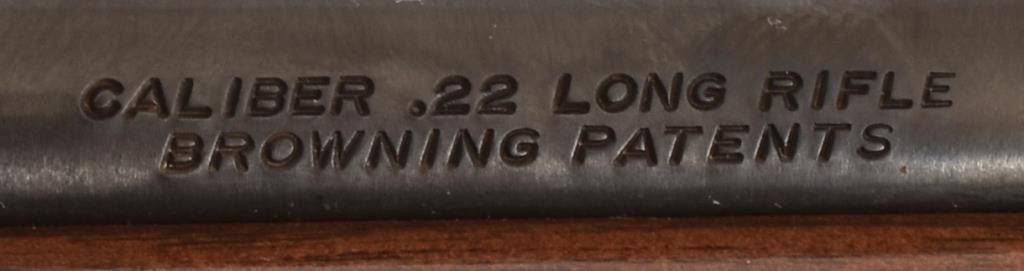 CALIBER .22 LONG RIFLE
BROWNING PATENTS